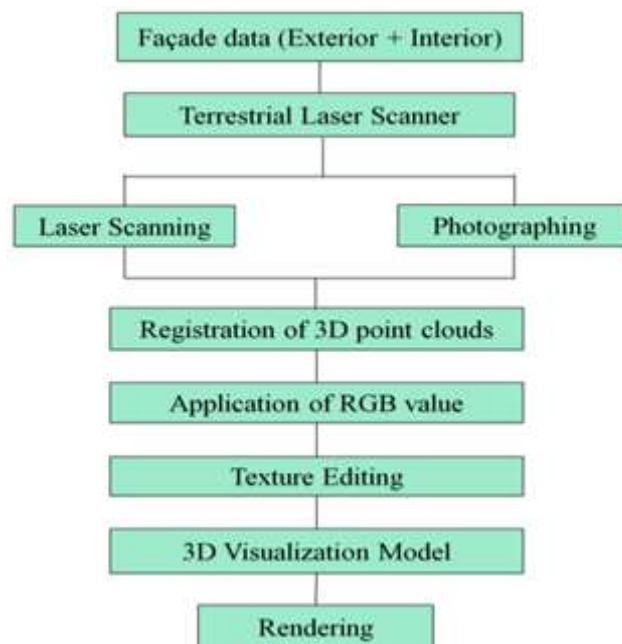 Façade data (Exterior + Interior)
Terrestrial Laser Scanner
Laser Scanning
Photographing
Registration of 3D point clouds
Application of RGB value
Texture Editing
3D Visualization Model
Rendering